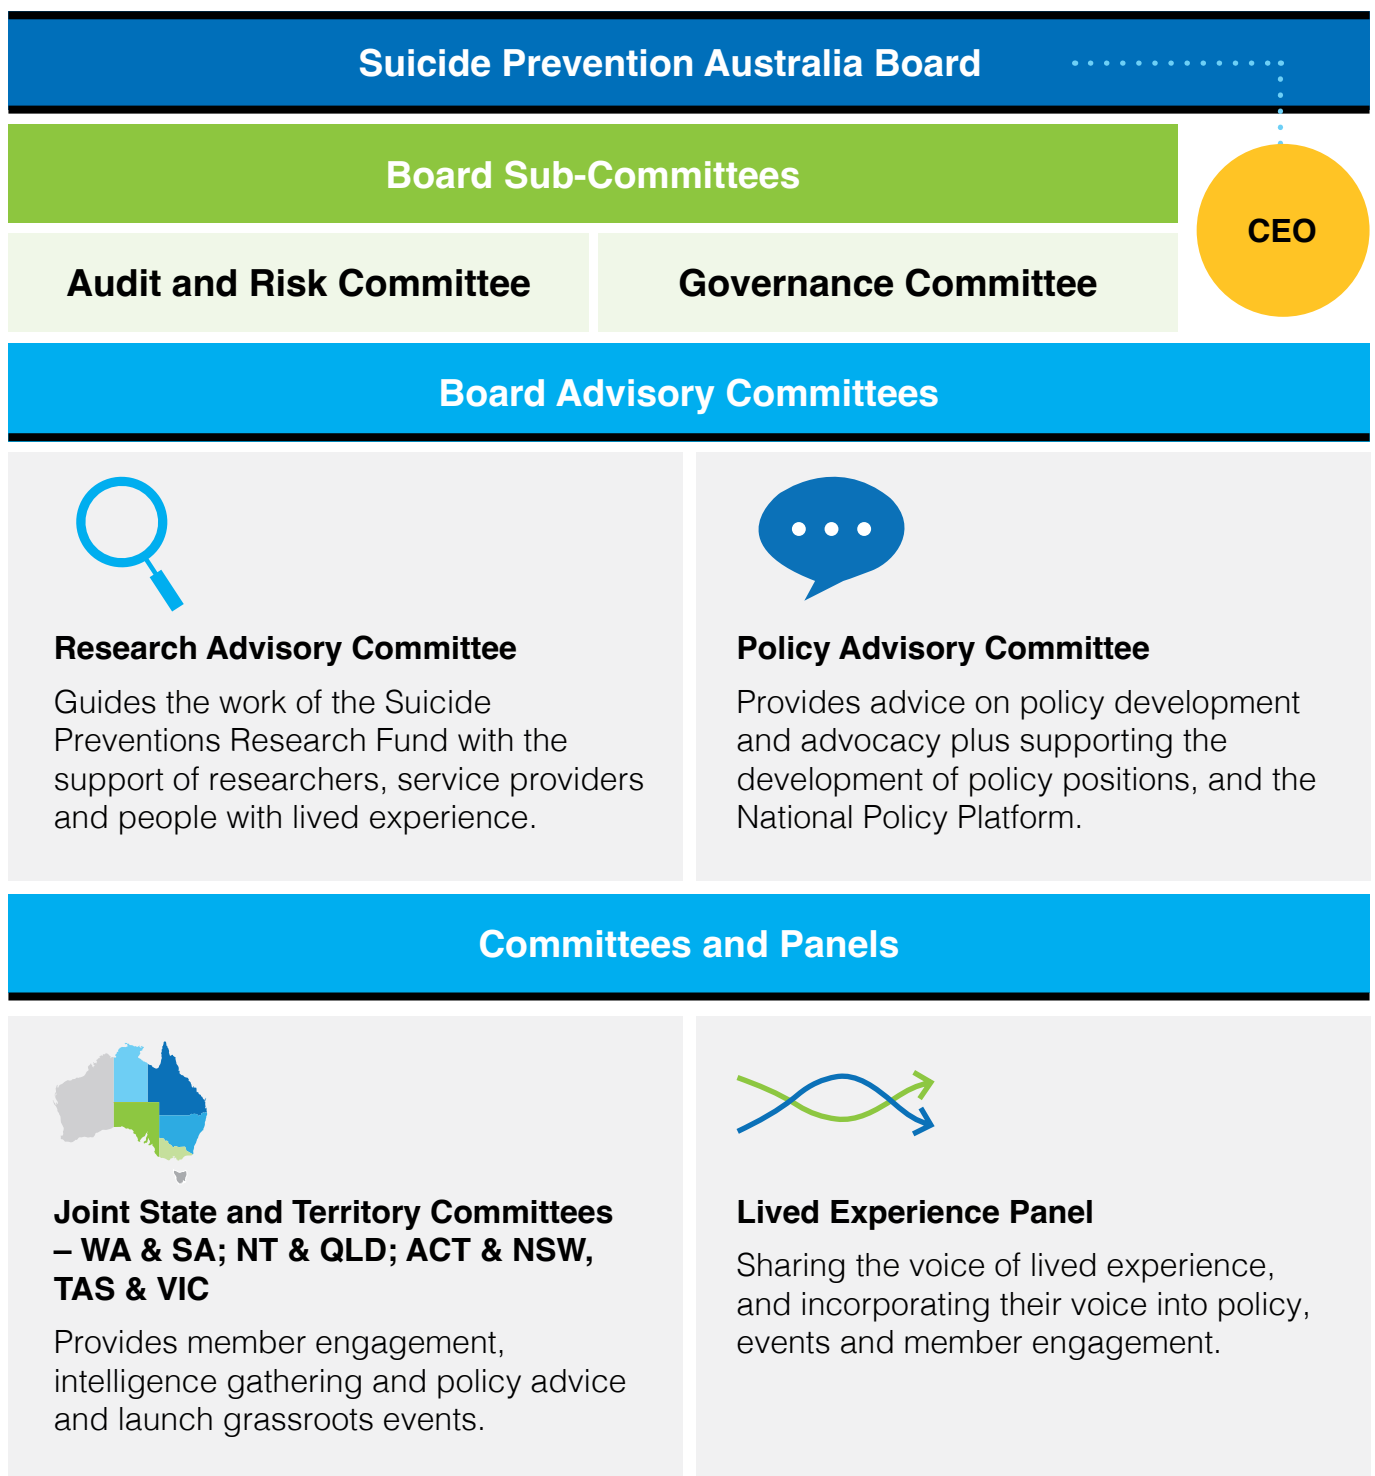 Suicide Prevention Australia Board
Board Sub-Committees
CEO
Audit and Risk Committee
Governance Committee
Board Advisory Committees
Research Advisory Committee
Guides the work of the Suicide
Preventions Research Fund with the
support of researchers, service providers
and people with lived experience.
Policy Advisory Committee
Provides advice on policy development
and advocacy plus supporting the
development of policy positions, and the
National Policy Platform.
Committees and Panels
Joint State and Territory Committees
– WA & SA; NT & QLD; ACT & NSW,
TAS & VIC
Provides member engagement,
intelligence gathering and policy advice
and launch grassroots events.
Lived Experience Panel
Sharing the voice of lived experience,
and incorporating their voice into policy,
events and member engagement.